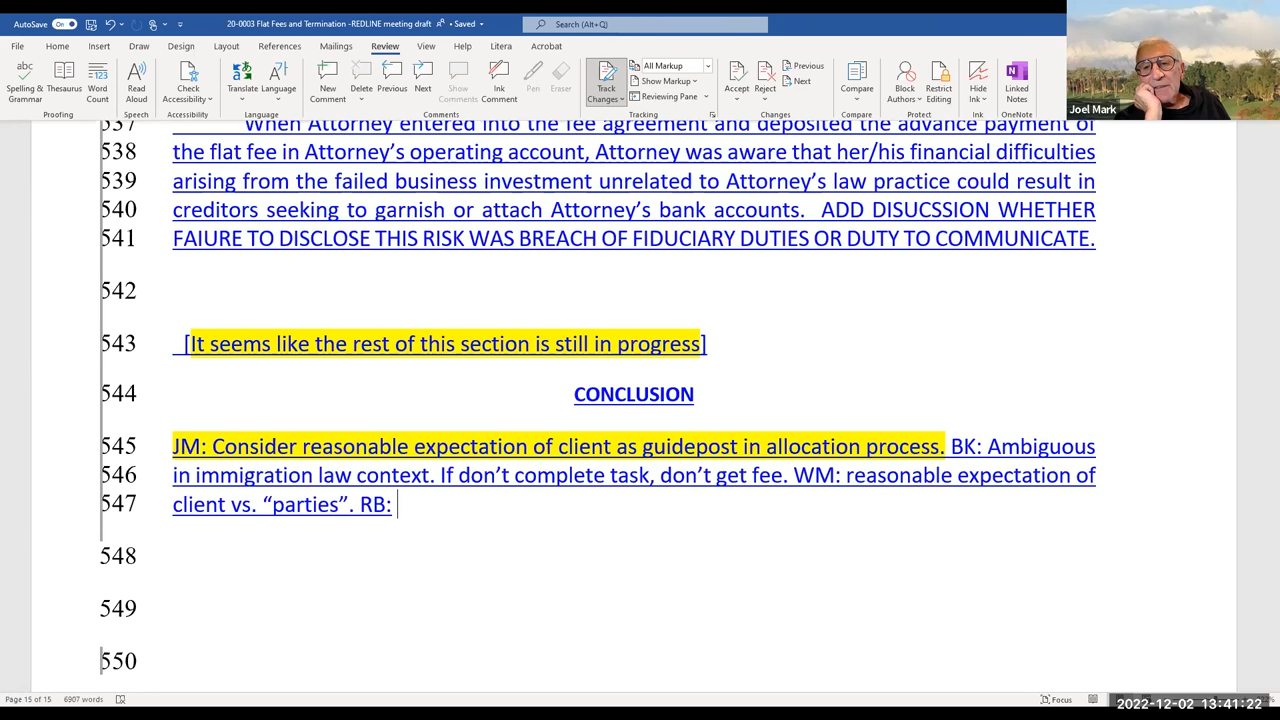 AutoSave On 20-0003 Flat Fees and Termination -REDLINE meeting draft • Saved Search (Alt+Q)
File Home Insert Draw Design Layout References Mailings Review View Help Litera Acrobat
abc Spelling & Grammar
123 Thesaurus
Word Count
Read Aloud
Check Accessibility
Translate
Language
New Comment
Delete
Previous
Next
Show Comments
Ink Comment
Pen
Eraser
Track Changes
All Markup
Show Markup
Reviewing Pane
Accept
Reject
Previous
Next
Compare
Block Authors
Restrict Editing
Hide Ink
Linked Notes
Proofing Speech Accessibility Language Comments Tracking Changes Compare Protect Ink OneNote
Joel Mark
537 When Attorney entered into the fee agreement and deposited the advance payment of
538 the flat fee in Attorney’s operating account, Attorney was aware that her/his financial difficulties
539 arising from the failed business investment unrelated to Attorney’s law practice could result in
540 creditors seeking to garnish or attach Attorney’s bank accounts. ADD DISUCSSION WHETHER
541 FAIURE TO DISCLOSE THIS RISK WAS BREACH OF FIDUCIARY DUTIES OR DUTY TO COMMUNICATE.
542
543 [It seems like the rest of this section is still in progress]
544 CONCLUSION
545 JM: Consider reasonable expectation of client as guidepost in allocation process. BK: Ambiguous
546 in immigration law context. If don’t complete task, don’t get fee. WM: reasonable expectation of
547 client vs. “parties”. RB:
548
549
550
Page 15 of 15 6907 words Focus
2022-12-02 13:41:22